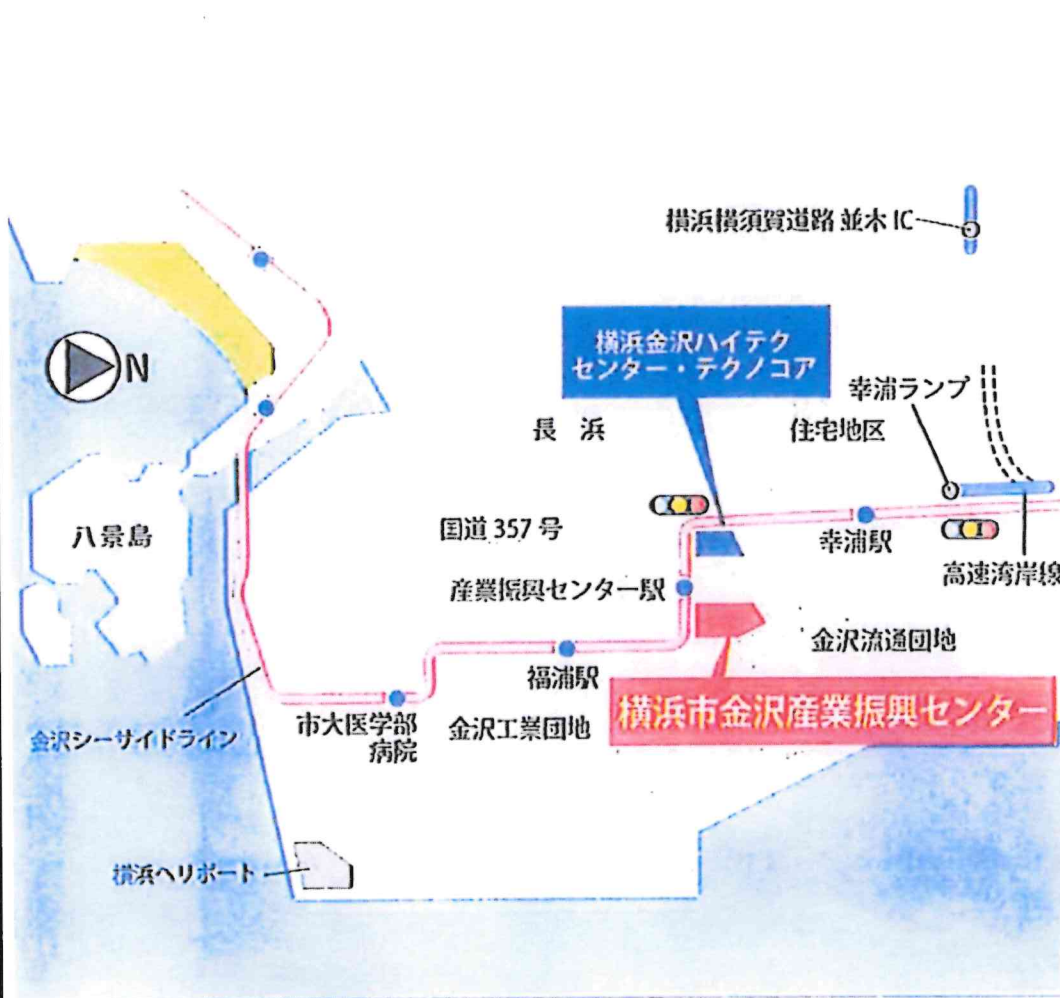 横浜横須賀道路 並木 IC
N
横浜金沢ハイテク
センター・テクノコア
幸浦ランプ
長 浜
住宅地区
八景島
国道 357 号
幸浦駅
高速湾岸線
産業振興センター駅
金沢流通団地
福浦駅
横浜市金沢産業振興センター
市大医学部
病院
金沢工業団地
金沢シーサイドライン
横浜ヘリポート